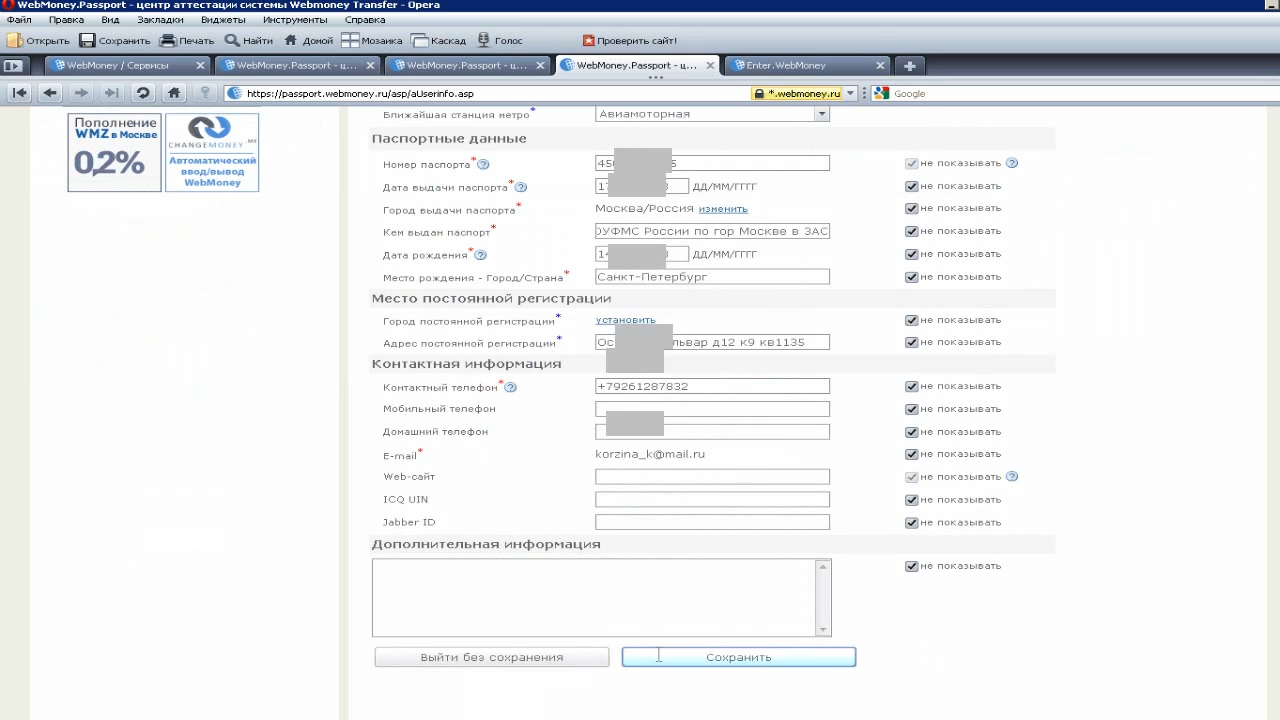 WebMoney.Passport - центр аттестации системы Webmoney Transfer - Opera
Файл Правка Вид Закладки Виджеты Инструменты Справка
Открыть Сохранить Печать Найти Домой Мозаика Каскад Голос Проверить сайт!
WebMoney / Сервисы WebMoney.Passport - ц... WebMoney.Passport - ц... WebMoney.Passport - ц... Enter.WebMoney
https://passport.webmoney.ru/asp/aUserinfo.asp *.webmoney.ru Google
Пополнение
WMZ в Москве
0,2%
CHANGEMONEY.ME
Автоматический
ввод/вывод
WebMoney
Ближайшая станция метро* Авиамоторная
Паспортные данные
Номер паспорта* не показывать
Дата выдачи паспорта* ДД/ММ/ГГГГ не показывать
Город выдачи паспорта* Москва/Россия изменить не показывать
Кем выдан паспорт* ОУФМС России по гор Москве в ЗАС не показывать
Дата рождения* ДД/ММ/ГГГГ не показывать
Место рождения - Город/Страна* Санкт-Петербург не показывать
Место постоянной регистрации
Город постоянной регистрации* установить не показывать
Адрес постоянной регистрации* Ос львар д12 к9 кв1135 не показывать
Контактная информация
Контактный телефон* +79261287832 не показывать
Мобильный телефон не показывать
Домашний телефон не показывать
E-mail* korzina_k@mail.ru не показывать
Web-сайт не показывать
ICQ UIN не показывать
Jabber ID не показывать
Дополнительная информация
не показывать
Выйти без сохранения Сохранить